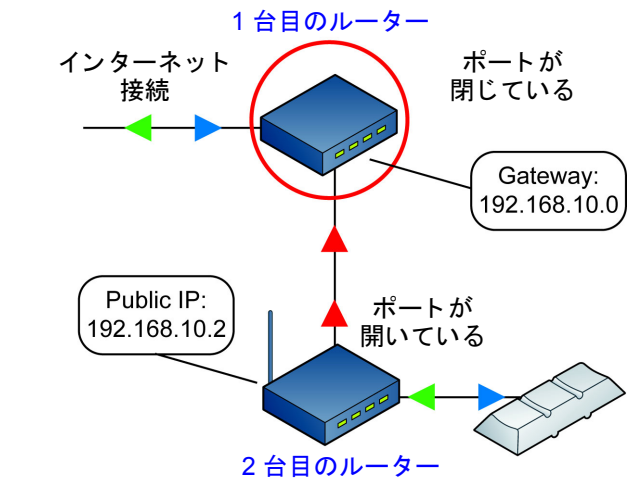 1 台目のルーター
インターネット
接続
ポートが
閉じている
Gateway:
192.168.10.0
Public IP:
192.168.10.2
ポートが
開いている
2 台目のルーター